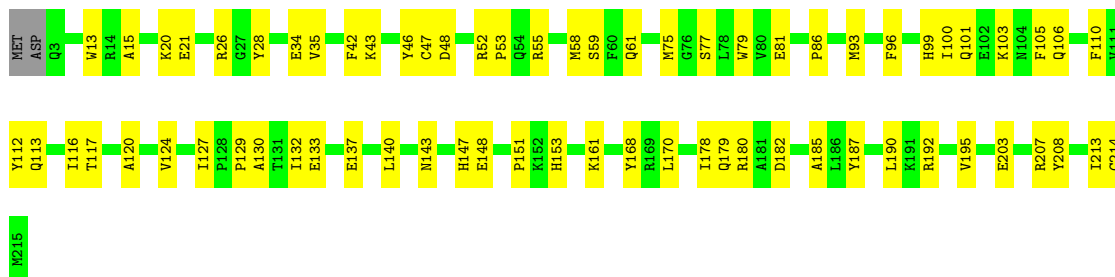 MET ASP Q3 W13 R14 A15 K20 E21 R26 G27 Y28 E34 V35 F42 K43 Y46 C47 D48 R52 P53 Q54 R55 M58 S59 F60 Q61 M75 G76 S77 L78 W79 V80 E81 P86 M93 F96 H99 I100 Q101 E102 K103 N104 F105 Q106 F110 K111
Y112 Q113 I116 T117 A120 V124 I127 P128 P129 A130 T131 I132 E133 E137 L140 N143 H147 E148 P151 K152 H153 K161 Y168 R169 L170 I178 Q179 R180 A181 D182 A185 L186 Y187 L190 K191 R192 V195 E203 R207 Y208 I213
M215